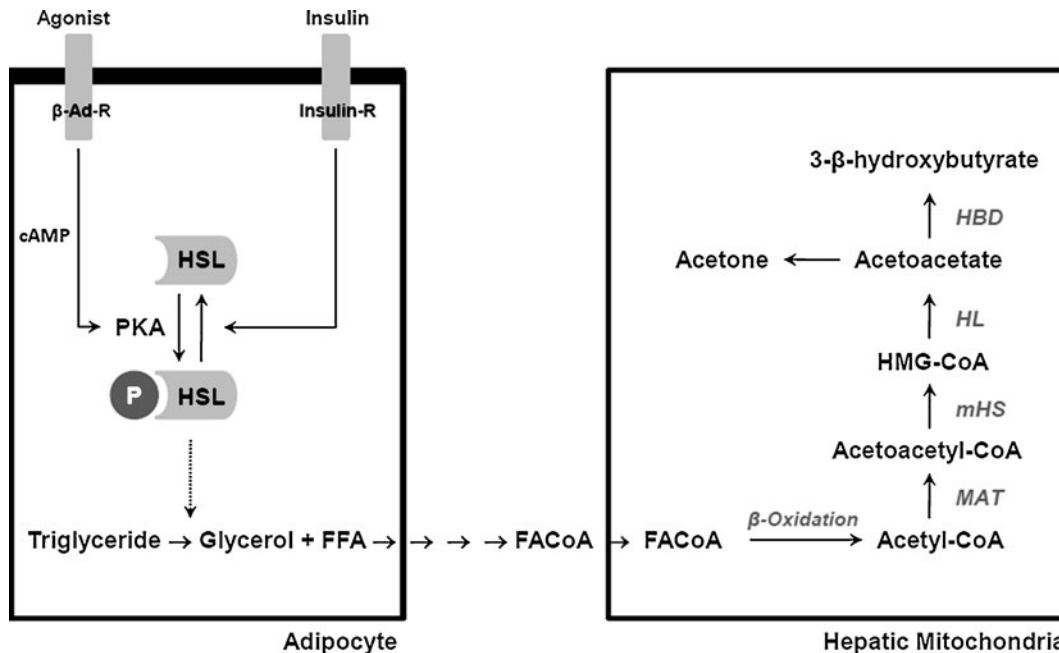 Agonist
Insulin
β-Ad-R
Insulin-R
cAMP
HSL
PKA
P
HSL
Triglyceride → Glycerol + FFA → → → → FACoA → FACoA
β-Oxidation
Acetyl-CoA
MAT
Acetoacetyl-CoA
mHS
HMG-CoA
HL
Acetone ← Acetoacetate
HBD
3-β-hydroxybutyrate
Adipocyte
Hepatic Mitochondria